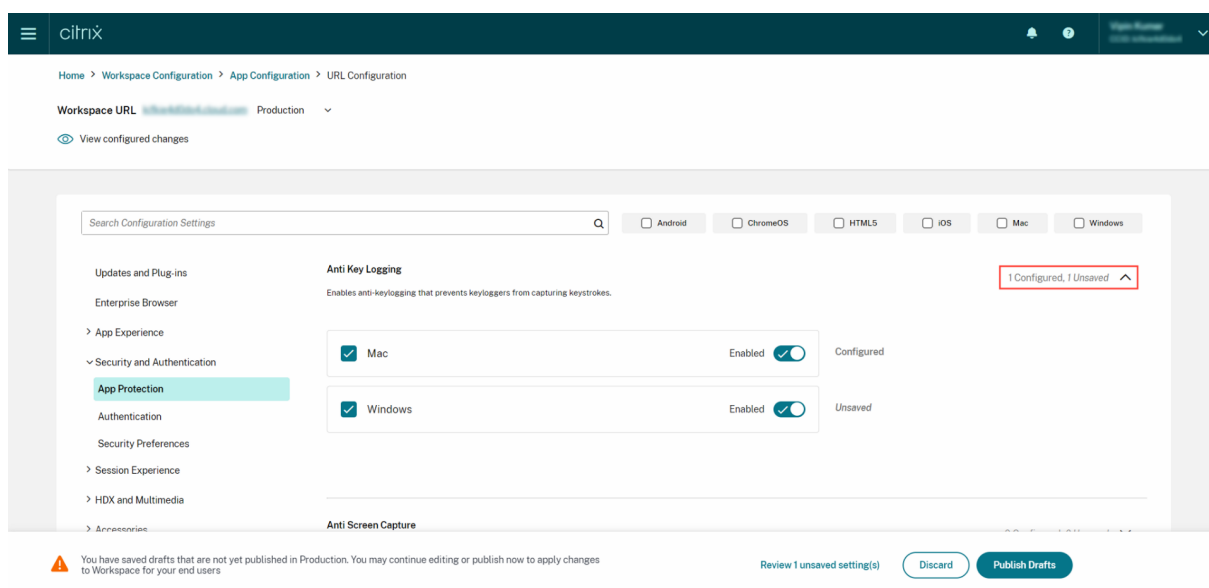 citrix
Home > Workspace Configuration > App Configuration > URL Configuration
Workspace URL Production
View configured changes
Search Configuration Settings
Android
ChromeOS
HTML5
iOS
Mac
Windows
Updates and Plug-ins
Enterprise Browser
App Experience
Security and Authentication
App Protection
Authentication
Security Preferences
Session Experience
HDX and Multimedia
Accessories
Anti Key Logging
1 Configured, 1 Unsaved
Enables anti-keylogging that prevents keyloggers from capturing keystrokes.
Mac Enabled Configured
Windows Enabled Unsaved
Anti Screen Capture
You have saved drafts that are not yet published in Production. You may continue editing or publish now to apply changes
to Workspace for your end users
Review 1 unsaved setting(s)
Discard
Publish Drafts